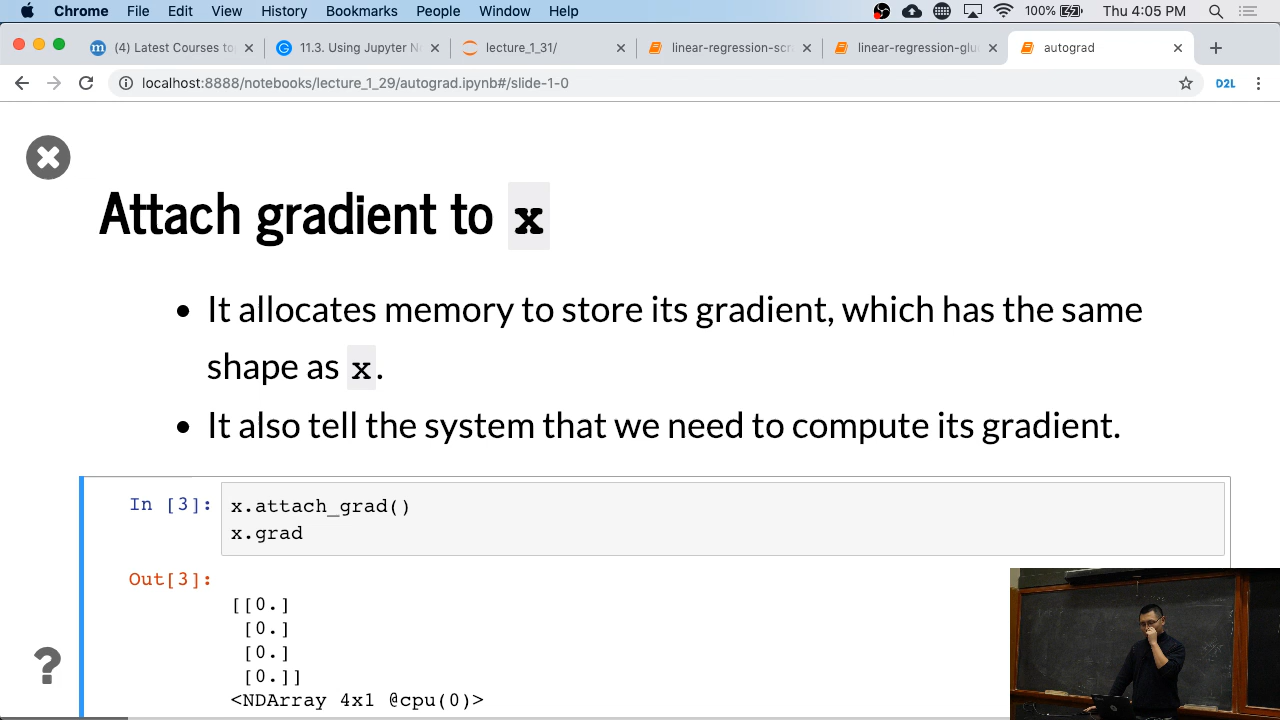 Chrome File Edit View History Bookmarks People Window Help 100% Thu 4:05 PM
m (4) Latest Courses to G 11.3. Using Jupyter N lecture_1_31/ linear-regression-scr linear-regression-glu autograd
localhost:8888/notebooks/lecture_1_29/autograd.ipynb#/slide-1-0 D2L
Attach gradient to x
• It allocates memory to store its gradient, which has the same
shape as x.
• It also tell the system that we need to compute its gradient.
In [3]: x.attach_grad()
x.grad
Out[3]:
[[0.]
[0.]
[0.]
[0.]]
<NDArray 4x1 @cpu(0)>
?